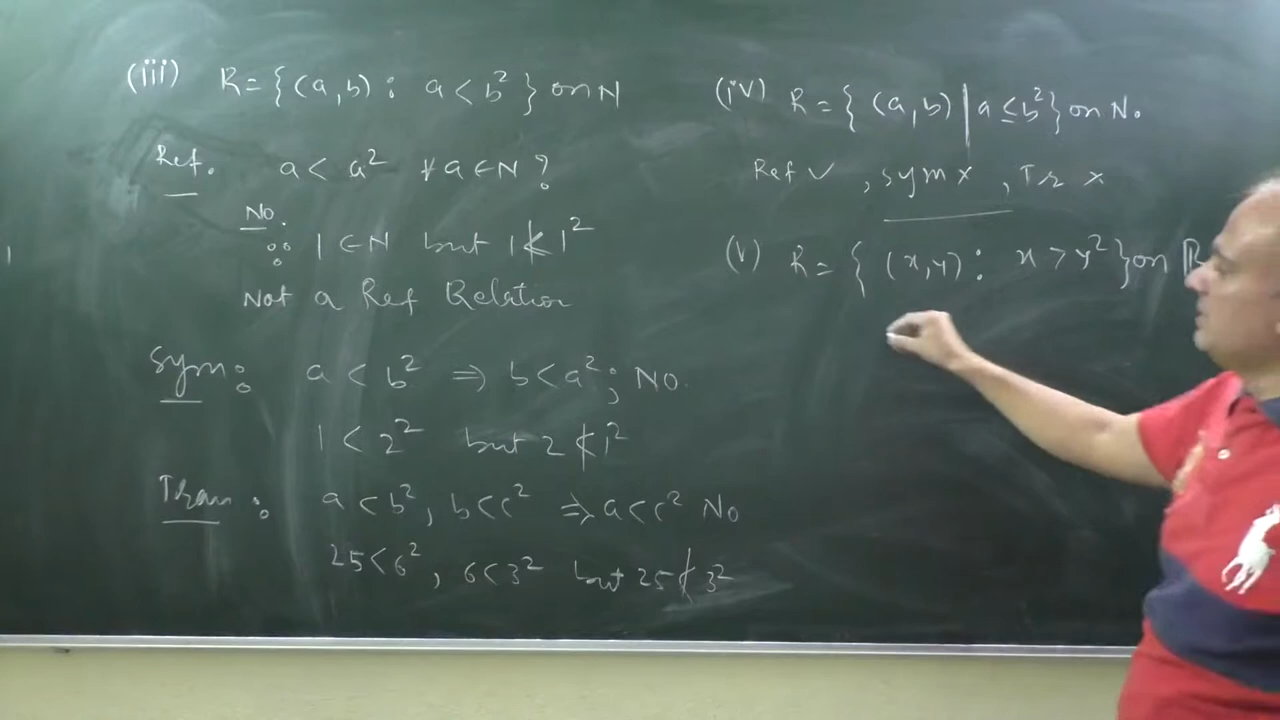 (iii) R = {(a,b) : a < b²} on N
Ref. a < a² ∀ a ∈ N ?
No.
∵ 1 ∈ N but 1 ≮ 1²
Not a Ref Relation
Sym : a < b² ⇒ b < a² ; No.
1 < 2² but 2 ≮ 1²
Tran : a < b², b < c² ⇒ a < c² No
25 < 6², 6 < 3² but 25 ≮ 3²
(iv) R = { (a,b) | a ≤ b² } on N.
Ref ✓, Sym x, Tr x
(v) R = { (x,y) : x > y² } on R